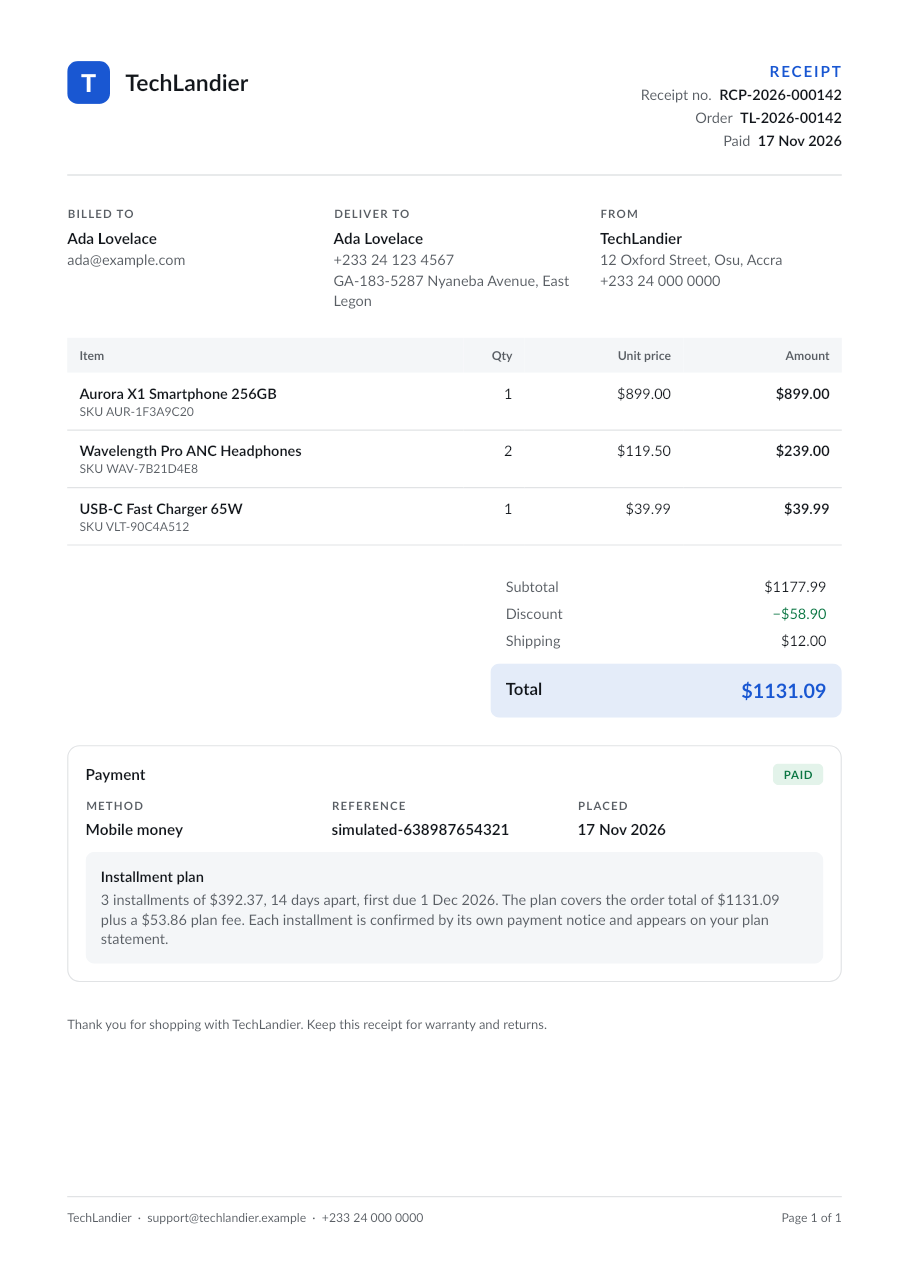 T TechLandier
RECEIPT
Receipt no. RCP-2026-000142
Order TL-2026-00142
Paid 17 Nov 2026
BILLED TO
Ada Lovelace
ada@example.com
DELIVER TO
Ada Lovelace
+233 24 123 4567
GA-183-5287 Nyaneba Avenue, East
Legon
FROM
TechLandier
12 Oxford Street, Osu, Accra
+233 24 000 0000
Item Qty Unit price Amount
Aurora X1 Smartphone 256GB 1 $899.00 $899.00
SKU AUR-1F3A9C20
Wavelength Pro ANC Headphones 2 $119.50 $239.00
SKU WAV-7B21D4E8
USB-C Fast Charger 65W 1 $39.99 $39.99
SKU VLT-90C4A512
Subtotal $1177.99
Discount −$58.90
Shipping $12.00
Total $1131.09
Payment PAID
METHOD REFERENCE PLACED
Mobile money simulated-638987654321 17 Nov 2026
Installment plan
3 installments of $392.37, 14 days apart, first due 1 Dec 2026. The plan covers the order total of $1131.09
plus a $53.86 plan fee. Each installment is confirmed by its own payment notice and appears on your plan
statement.
Thank you for shopping with TechLandier. Keep this receipt for warranty and returns.
TechLandier · support@techlandier.example · +233 24 000 0000 Page 1 of 1